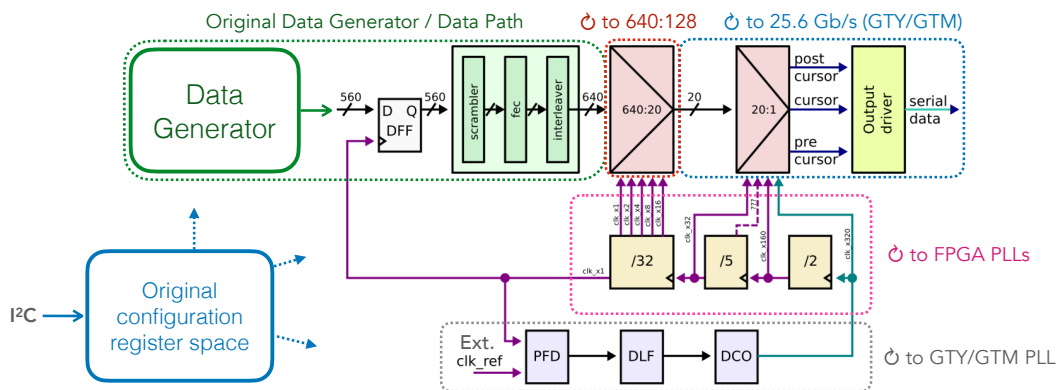 Original Data Generator / Data Path
↻ to 640:128
↻ to 25.6 Gb/s (GTY/GTM)
Data
Generator
560
D Q
DFF
560
scrambler
fec
interleaver
640
640:20
20
20:1
post
cursor
cursor
pre
cursor
Output
driver
serial
data
clk_x1
clk_x2
clk_x4
clk_x8
clk_x16
clk_x32
???
clk_x160
clk_x320
clk_x1
/32
/5
/2
↻ to FPGA PLLs
I²C
Original
configuration
register space
Ext.
clk_ref
PFD
DLF
DCO
↻ to GTY/GTM PLL